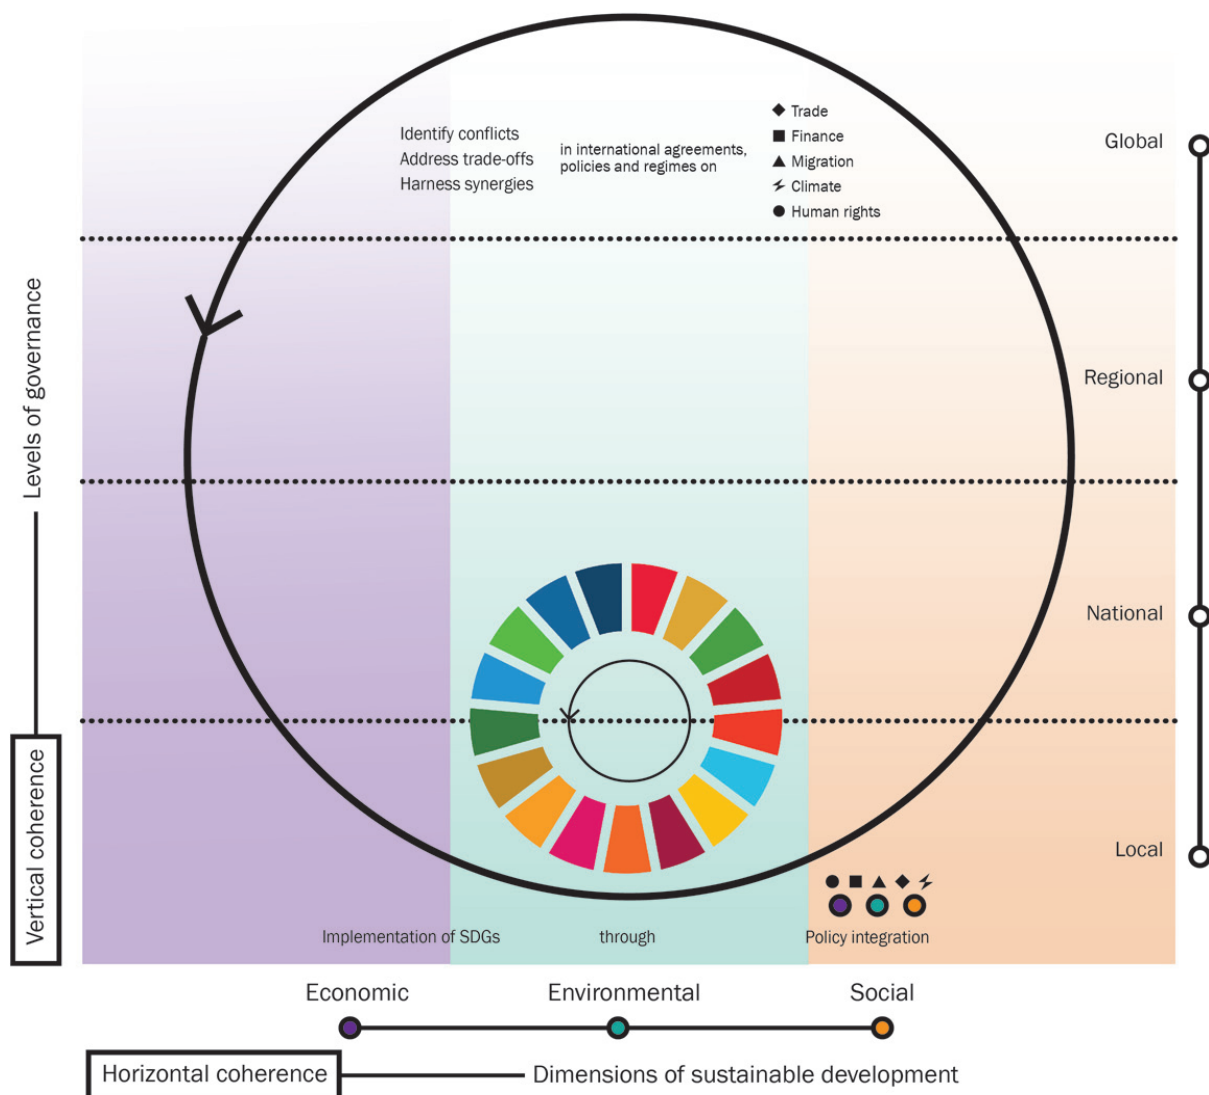 Identify conflicts
Address trade-offs
Harness synergies
in international agreements,
policies and regimes on
Trade
Finance
Migration
Climate
Human rights
Global
Regional
National
Local
Levels of governance
Vertical coherence
Implementation of SDGs
through
Policy integration
Economic
Environmental
Social
Horizontal coherence
Dimensions of sustainable development